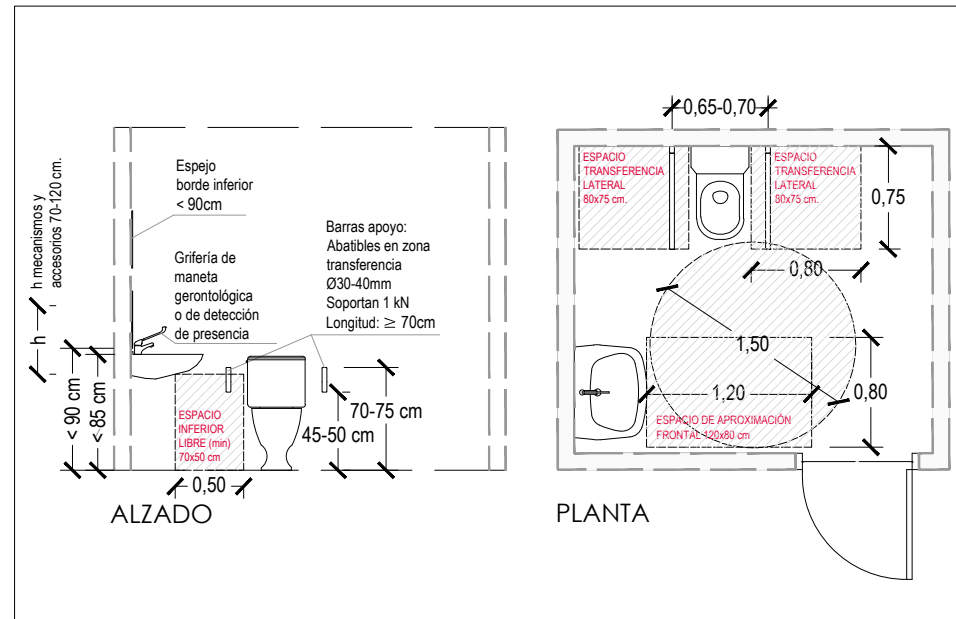 h mecanismos y
accesorios 70-120 cm.
h
< 90 cm
< 85 cm
Espejo
borde inferior
< 90cm
Grifería de
maneta
gerontológica
o de detección
de presencia
Barras apoyo:
Abatibles en zona
transferencia
Ø30-40mm
Soportan 1 kN
Longitud: ≥ 70cm
ESPACIO
INFERIOR
LIBRE (min)
70x50 cm
0,50
70-75 cm
45-50 cm
ALZADO
0,65-0,70
ESPACIO
TRANSFERENCIA
LATERAL
80x75 cm.
ESPACIO
TRANSFERENCIA
LATERAL
80x75 cm.
0,75
0,80
1,50
1,20
0,80
ESPACIO DE APROXIMACIÓN
FRONTAL 120x80 cm
PLANTA